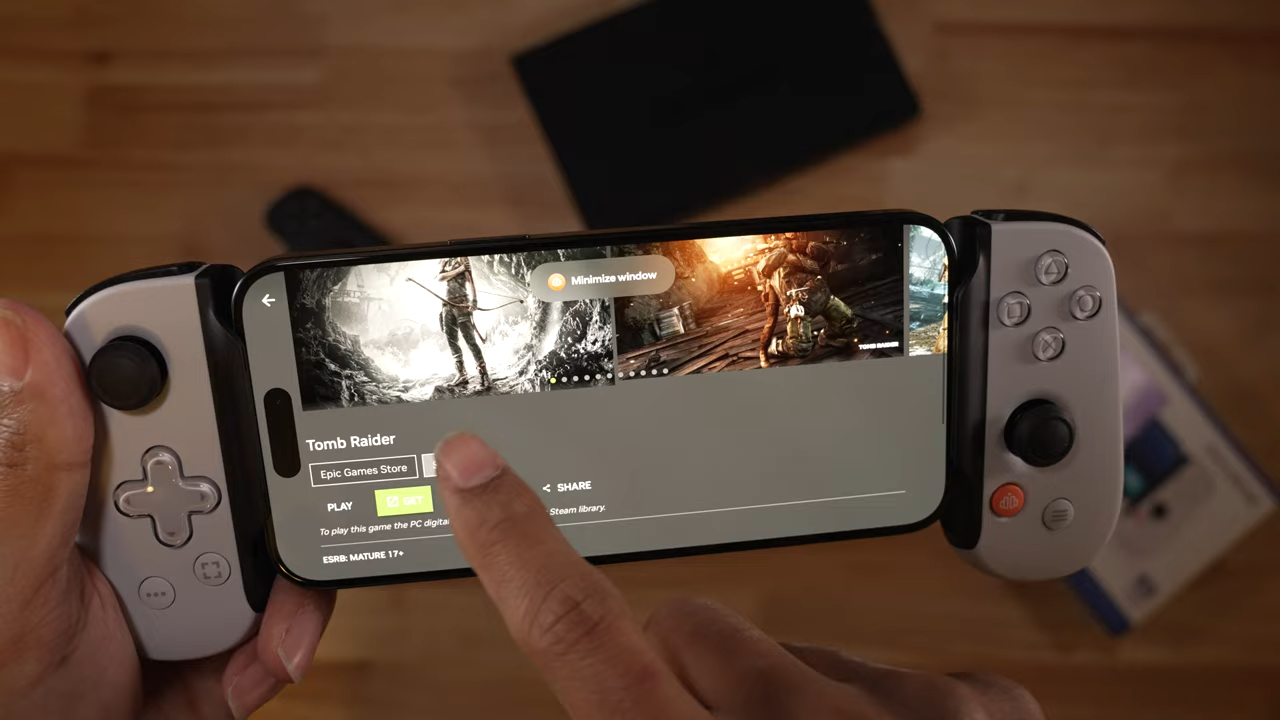 Minimize window
TOMB RAIDER
Tomb Raider
Epic Games Store
PLAY
GET
SHARE
To play this game the PC digital
Steam library.
ESRB: MATURE 17+